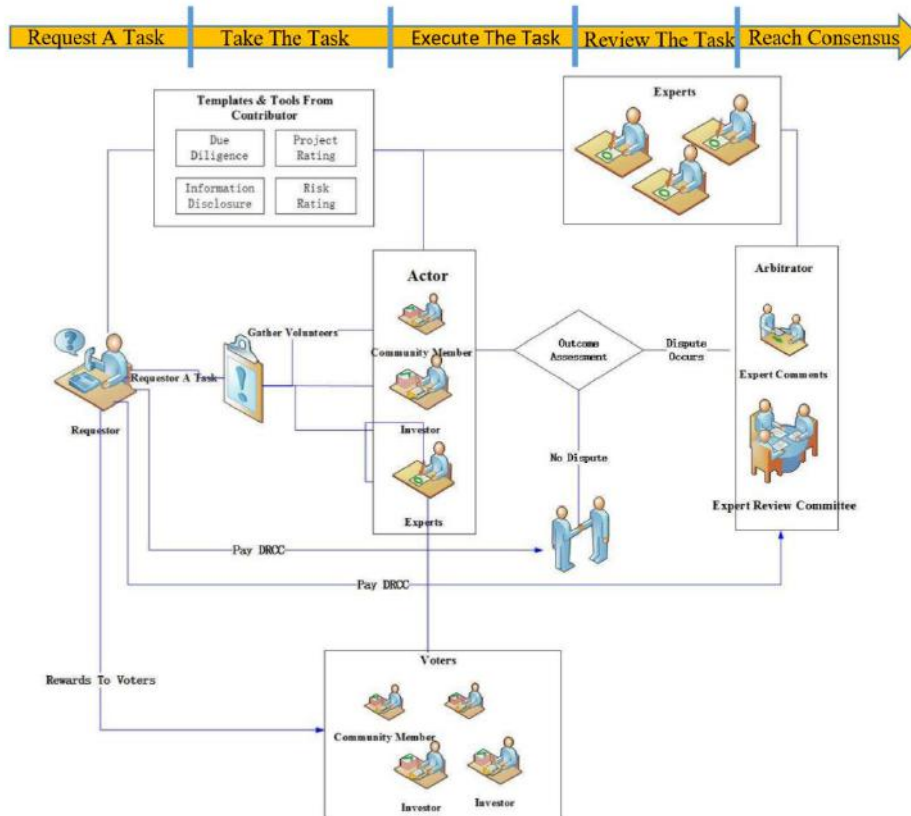 Request A Task
Take The Task
Execute The Task
Review The Task
Reach Consensus
Templates & Tools From
Contributor
Due
Diligence
Project
Rating
Information
Disclosure
Risk
Rating
Experts
Actor
Community Member
Investor
Experts
Arbitrator
Expert Comments
Expert Review Committee
Gather Volunteers
Requestor A Task
Requestor
Outcome
Assessment
Dispute
Occurs
No Dispute
Pay DRCC
Pay DRCC
Rewards To Voters
Voters
Community Member
Investor
Investor